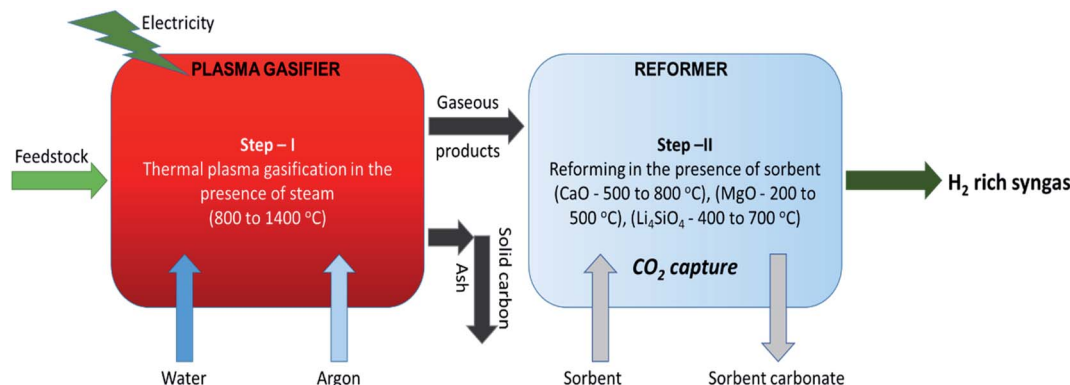 Electricity
PLASMA GASIFIER
Step – I
Thermal plasma gasification in the
presence of steam
(800 to 1400 °C)
Feedstock
Water
Argon
Gaseous
products
Solid carbon
Ash
REFORMER
Step –II
Reforming in the presence of sorbent
(CaO - 500 to 800 °C), (MgO - 200 to
500 °C), (Li₄SiO₄ - 400 to 700 °C)
CO₂ capture
Sorbent
Sorbent carbonate
H₂ rich syngas